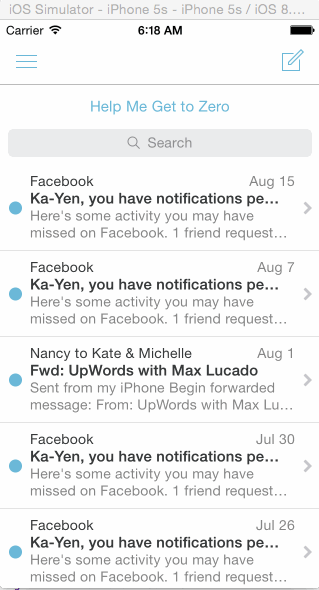 iOS Simulator - iPhone 5s - iPhone 5s / iOS 8....
Carrier 6:18 AM
Help Me Get to Zero
Search
Facebook Aug 15
Ka-Yen, you have notifications pe...
Here's some activity you may have
missed on Facebook. 1 friend request...
Facebook Aug 7
Ka-Yen, you have notifications pe...
Here's some activity you may have
missed on Facebook. 1 friend request...
Nancy to Kate & Michelle Aug 1
Fwd: UpWords with Max Lucado
Sent from my iPhone Begin forwarded
message: From: UpWords with Max Lu...
Facebook Jul 30
Ka-Yen, you have notifications pe...
Here's some activity you may have
missed on Facebook. 1 friend request...
Facebook Jul 26
Ka-Yen, you have notifications pe...
Here's some activity you may have
missed on Facebook. 1 friend request...